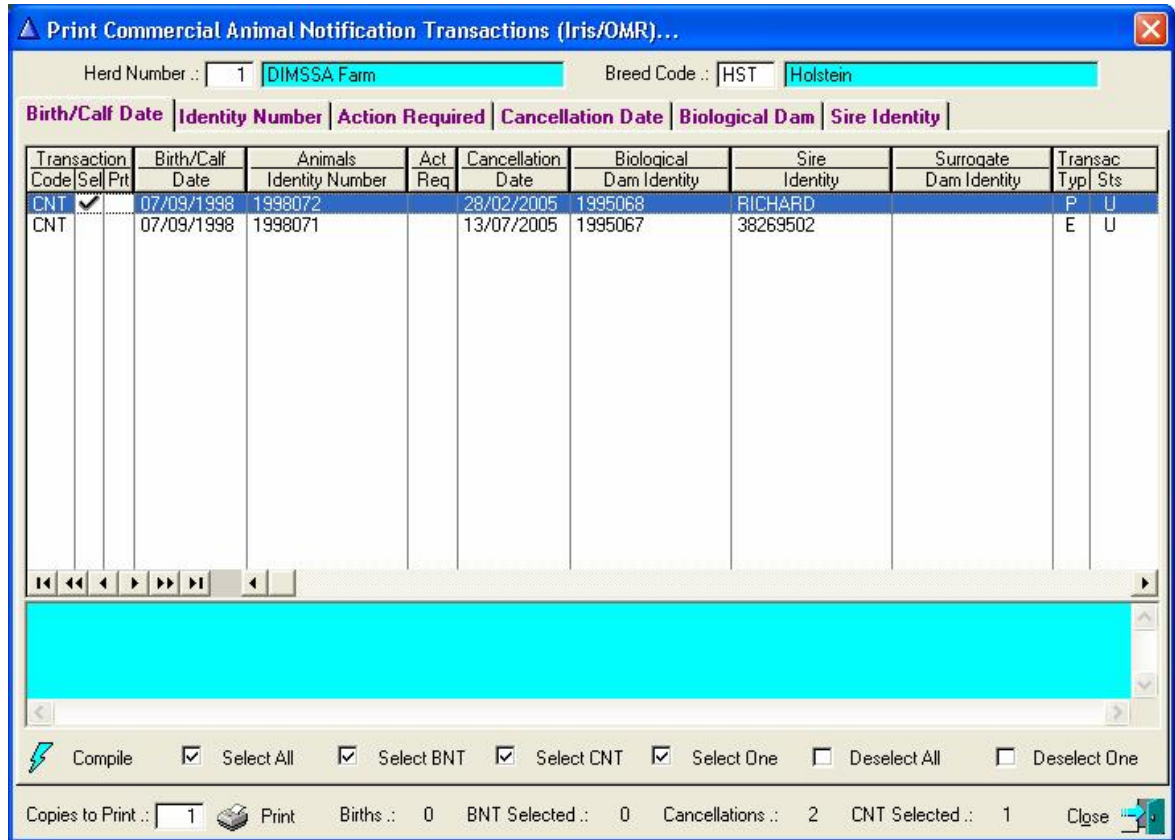 Print Commercial Animal Notification Transactions (Iris/OMR)...
Herd Number .: 1 DIMSSA Farm Breed Code .: HST Holstein
Birth/Calf Date Identity Number Action Required Cancellation Date Biological Dam Sire Identity
Transaction Birth/Calf Animals Act Cancellation Biological Sire Surrogate Transac
Code Sel Prt Date Identity Number Req Date Dam Identity Identity Dam Identity Typ Sts
CNT 07/09/1998 1998072 28/02/2005 1995068 RICHARD P U
CNT 07/09/1998 1998071 13/07/2005 1995067 38269502 E U
Compile Select All Select BNT Select CNT Select One Deselect All Deselect One
Copies to Print .: 1 Print Births .: 0 BNT Selected .: 0 Cancellations .: 2 CNT Selected .: 1 Close